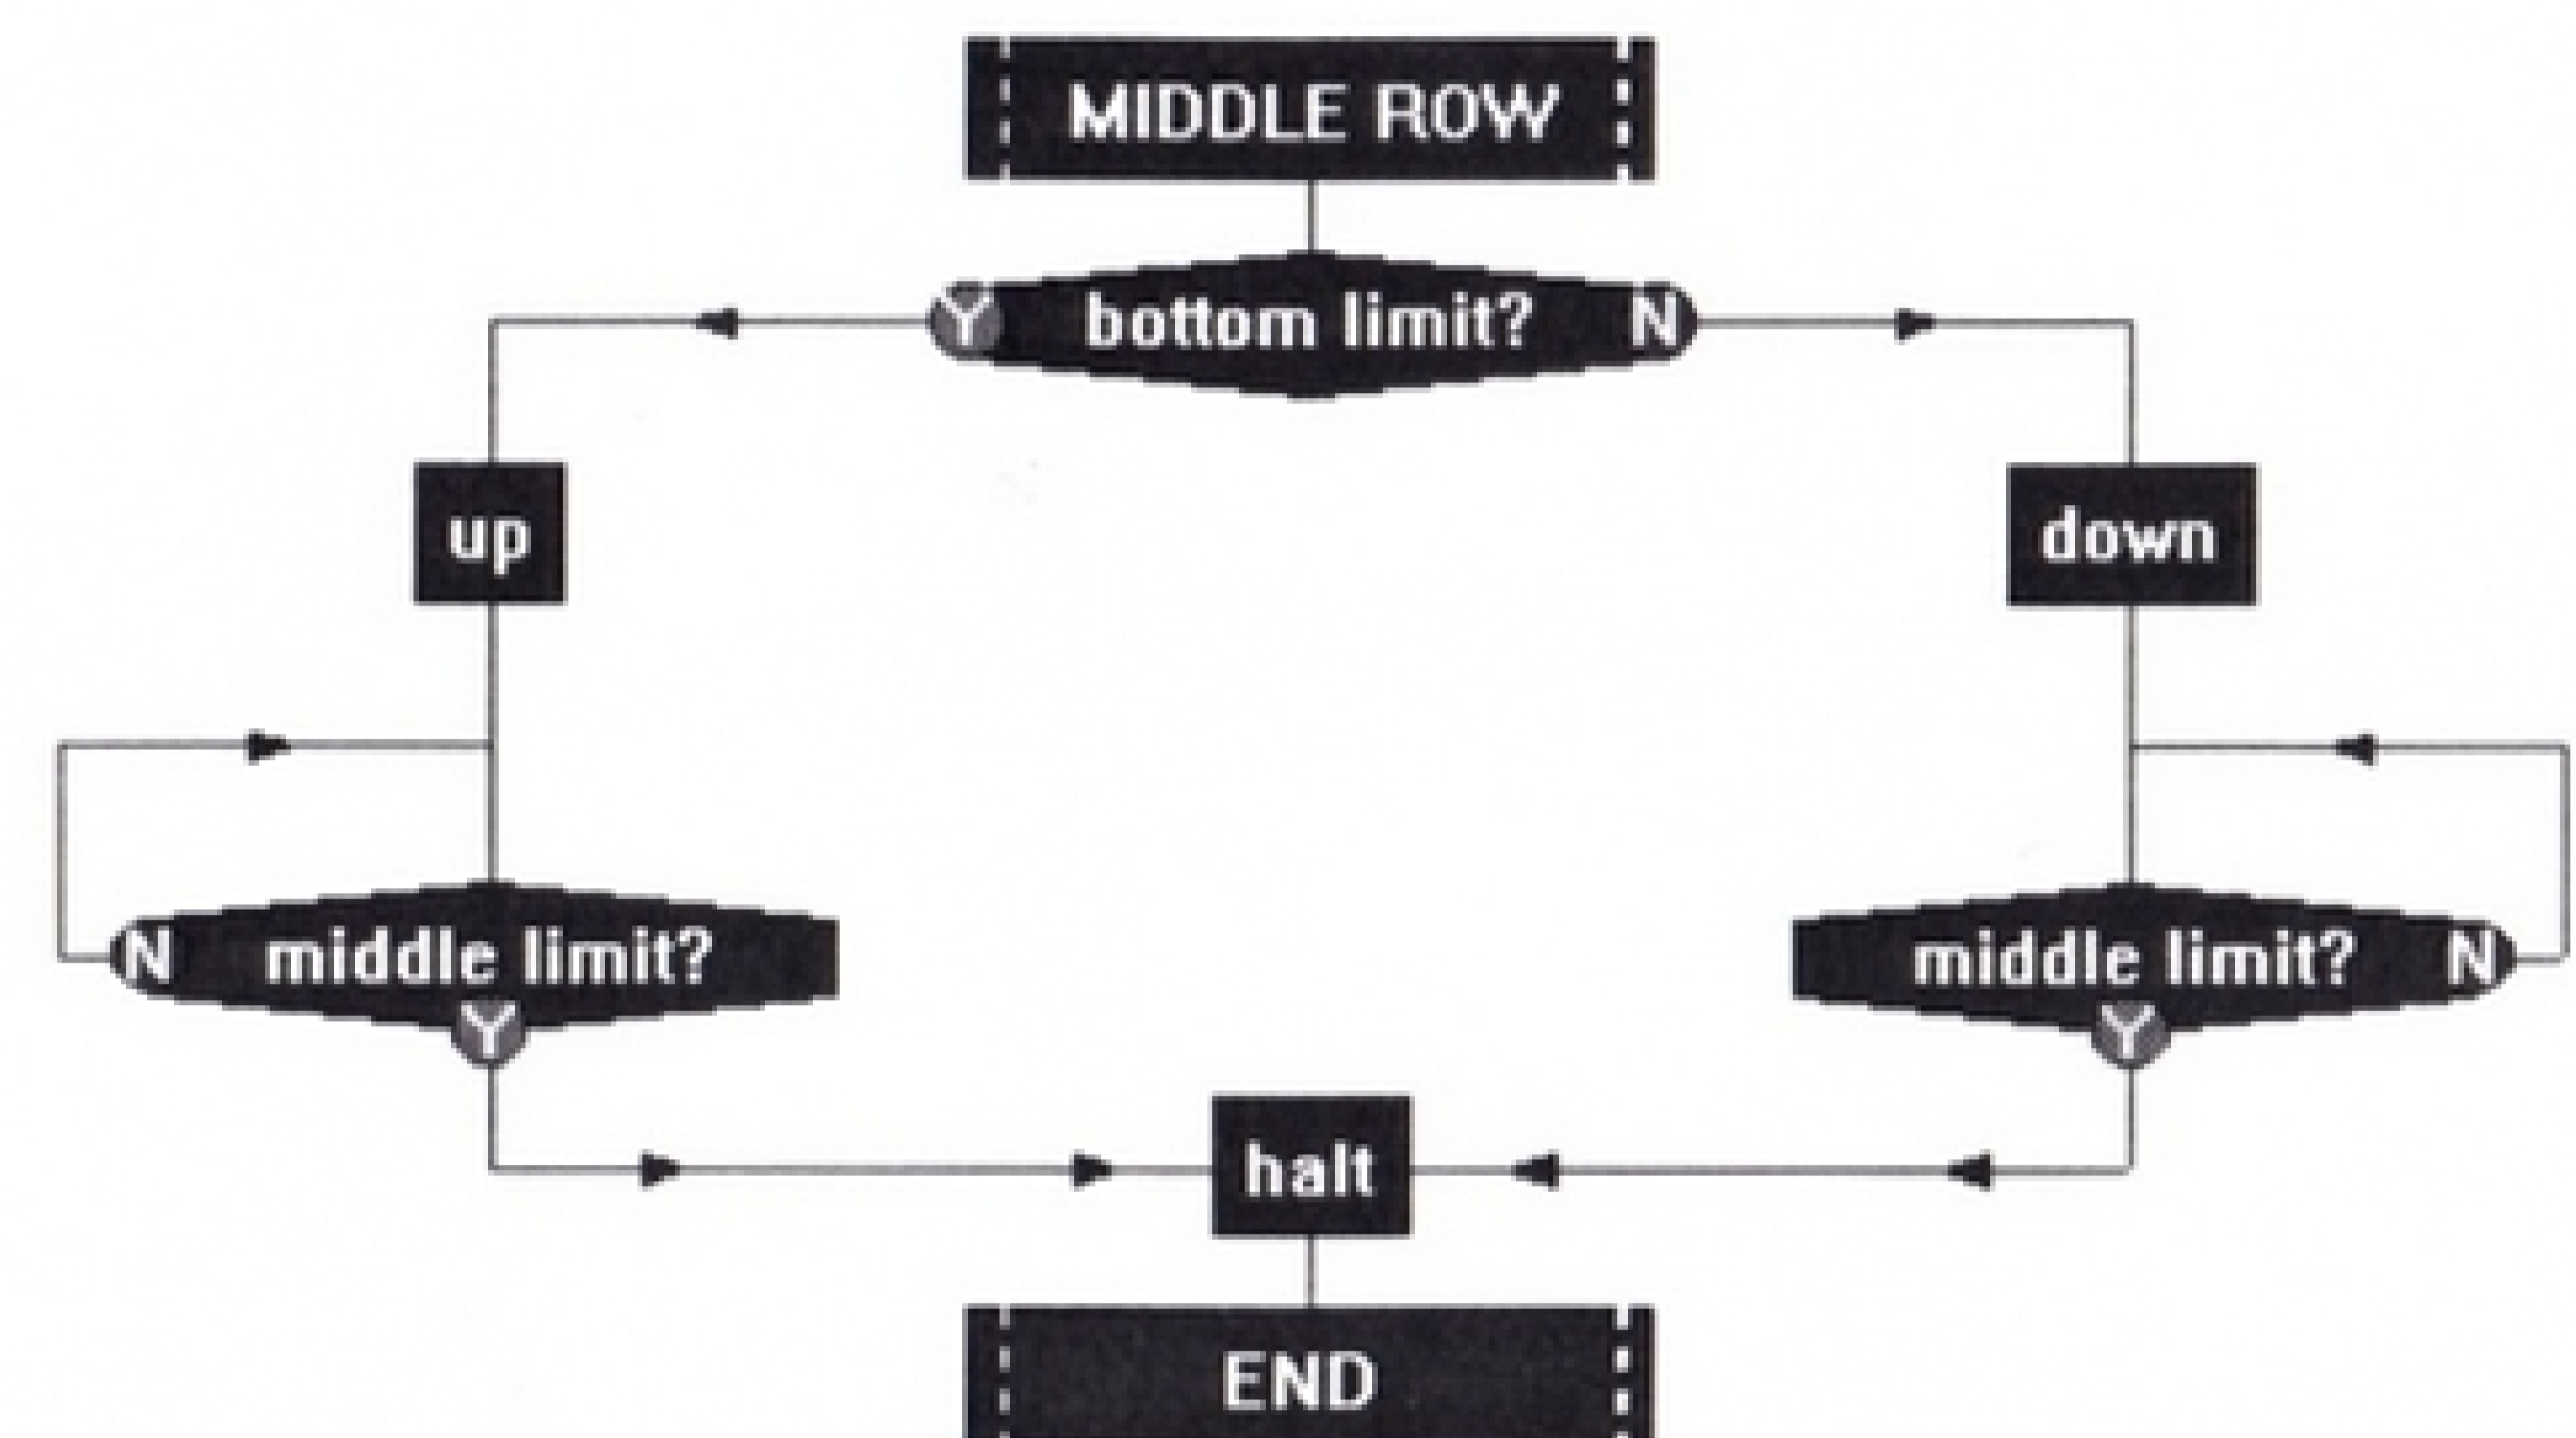 MIDDLE ROW
Y bottom limit? N
up
down
N middle limit?
Y
middle limit? N
Y
halt
END